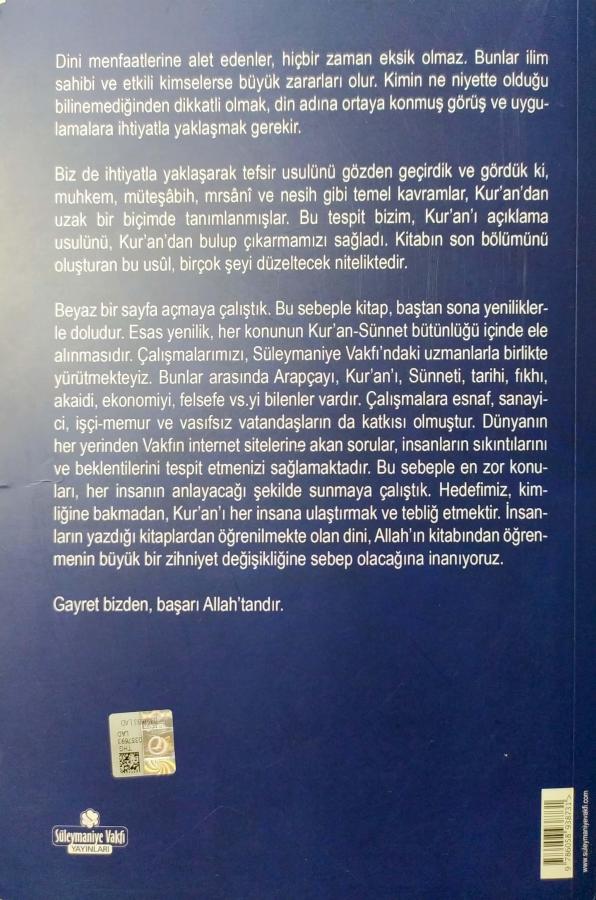 Dini menfaatlerine alet edenler, hiçbir zaman eksik olmaz. Bunlar ilim
sahibi ve etkili kimselerse büyük zararları olur. Kimin ne niyette olduğu
bilinemediğinden dikkatli olmak, din adına ortaya konmuş görüş ve uygu-
lamalara ihtiyatla yaklaşmak gerekir.
Biz de ihtiyatla yaklaşarak tefsir usulünü gözden geçirdik ve gördük ki,
muhkem, müteşâbih, mrsânî ve nesih gibi temel kavramlar, Kur'an'dan
uzak bir biçimde tanımlanmışlar. Bu tespit bizim, Kur'an'ı açıklama
usulünü, Kur'an'dan bulup çıkarmamızı sağladı. Kitabın son bölümünü
oluşturan bu usûl, birçok şeyi düzeltecek niteliktedir.
Beyaz bir sayfa açmaya çalıştık. Bu sebeple kitap, baştan sona yenilikler-
le doludur. Esas yenilik, her konunun Kur'an-Sünnet bütünlüğü içinde ele
alınmasıdır. Çalışmalarımızı, Süleymaniye Vakfı'ndaki uzmanlarla birlikte
yürütmekteyiz. Bunlar arasında Arapçayı, Kur'an'ı, Sünneti, tarihi, fıkhı,
akaidi, ekonomiyi, felsefe vs.yi bilenler vardır. Çalışmalara esnaf, sanayi-
ci, işçi-memur ve vasıfsız vatandaşların da katkısı olmuştur. Dünyanın
her yerinden Vakfın internet sitelerine akan sorular, insanların sıkıntılarını
ve beklentilerini tespit etmenizi sağlamaktadır. Bu sebeple en zor konu-
ları, her insanın anlayacağı şekilde sunmaya çalıştık. Hedefimiz, kim-
liğine bakmadan, Kur'an'ı her insana ulaştırmak ve tebliğ etmektir. İnsan-
ların yazdığı kitaplardan öğrenilmekte olan dini, Allah'ın kitabından öğren-
menin büyük bir zihniyet değişikliğine sebep olacağına inanıyoruz.
Gayret bizden, başarı Allah'tandır.
LAD
0357693
THG
LAD
Süleymaniye Vakfı
YAYINLARI
9 786058 938731>
www.suleymaniyevakfi.com